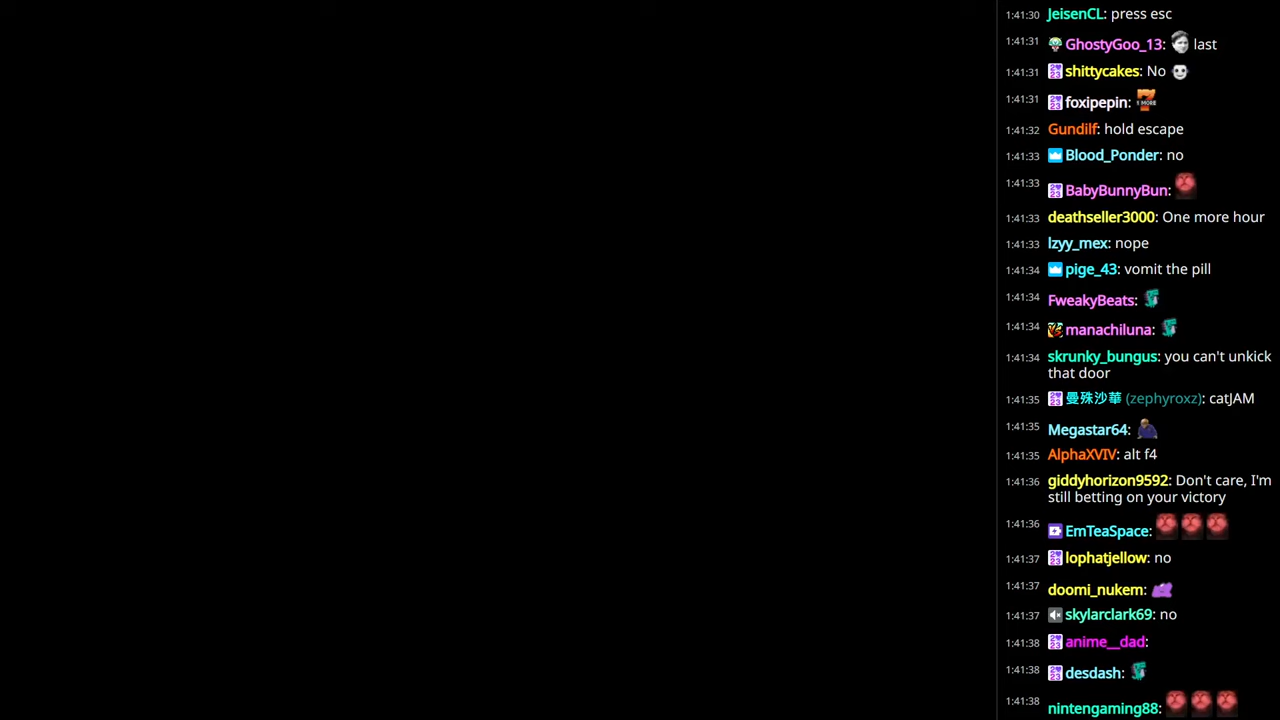 1:41:30 JeisenCL: press esc
1:41:31 GhostyGoo_13: last
1:41:31 shittycakes: No
1:41:31 foxipepin: 7 1 MORE
1:41:32 Gundilf: hold escape
1:41:33 Blood_Ponder: no
1:41:33 BabyBunnyBun:
1:41:33 deathseller3000: One more hour
1:41:33 lzyy_mex: nope
1:41:34 pige_43: vomit the pill
1:41:34 FweakyBeats:
1:41:34 manachiluna:
1:41:34 skrunky_bungus: you can't unkick
that door
1:41:35 曼殊沙華 (zephyroxz): catJAM
1:41:35 Megastar64:
1:41:35 AlphaXVIV: alt f4
1:41:36 giddyhorizon9592: Don't care, I'm
still betting on your victory
1:41:36 EmTeaSpace:
1:41:37 lophatjellow: no
1:41:37 doomi_nukem:
1:41:37 skylarclark69: no
1:41:38 anime__dad:
1:41:38 desdash:
1:41:38 nintengaming88: